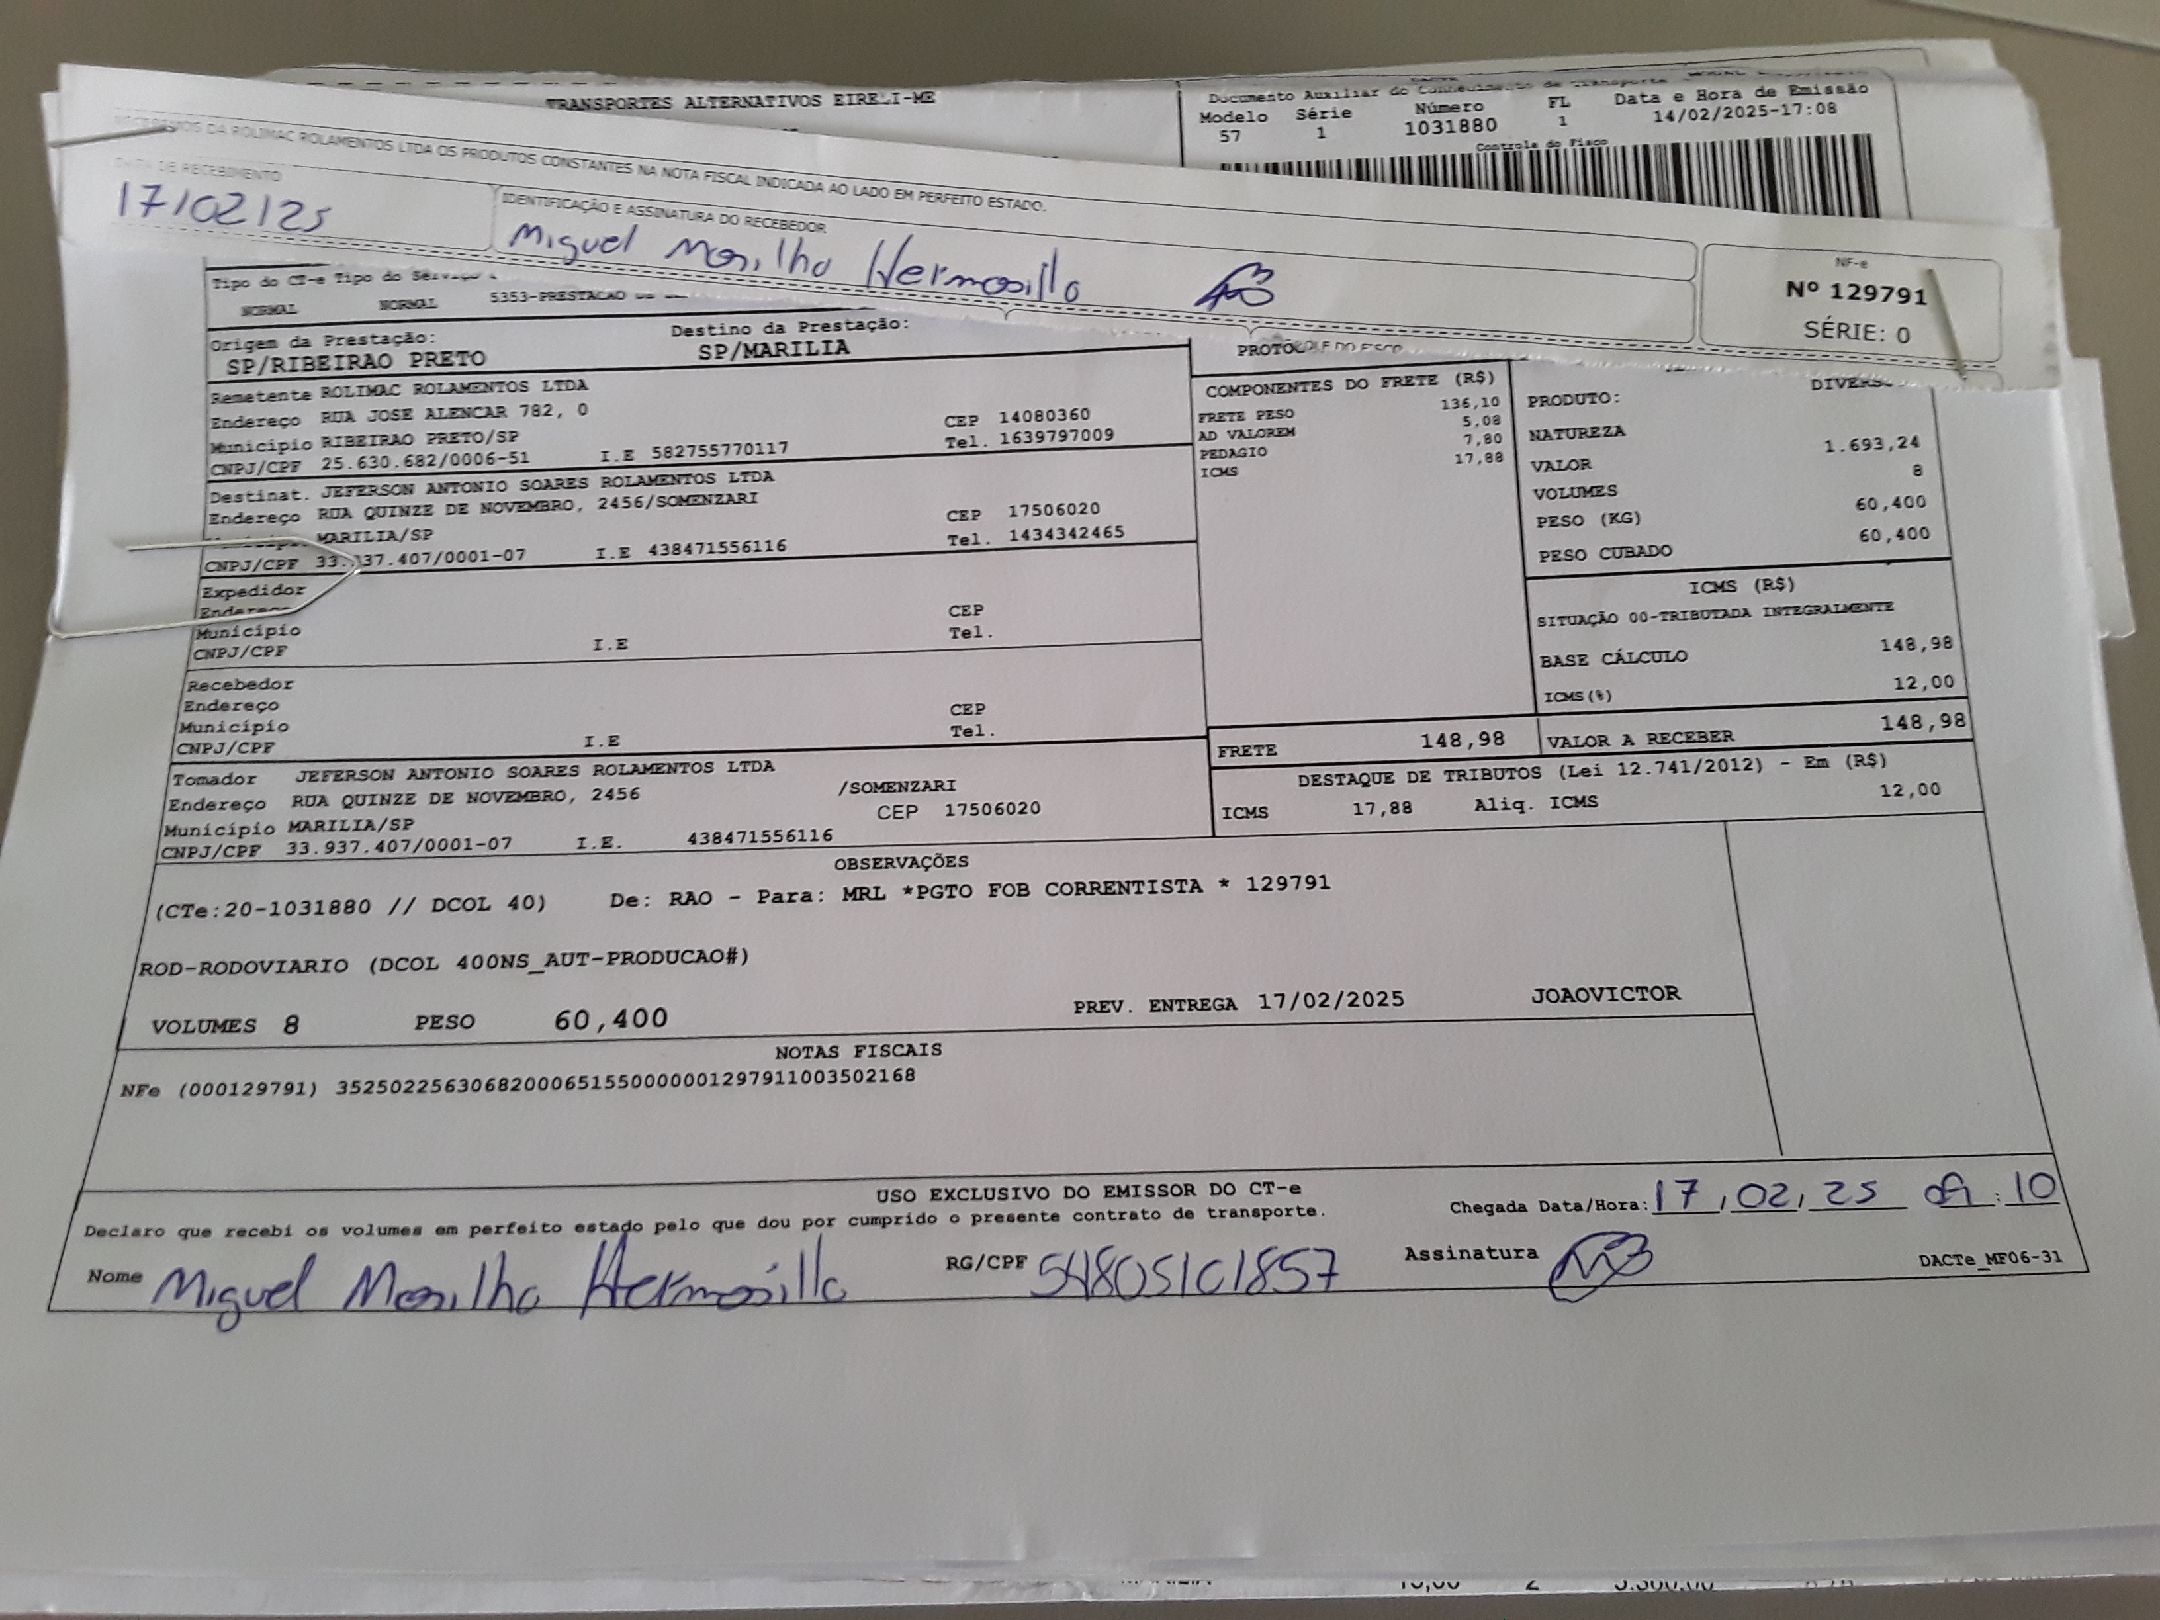 TRANSPORTES ALTERNATIVOS EIRELI-ME
Documento Auxiliar do Conhecimento de Transporte
Modelo Série Número FL Data e Hora de Emissão
57 1 1031880 1 14/02/2025-17:08
Controle do Fisco
RECEBEMOS DA ROLIMAC ROLAMENTOS LTDA OS PRODUTOS CONSTANTES NA NOTA FISCAL INDICADA AO LADO EM PERFEITO ESTADO.
DATA DE RECEBIMENTO
17/02/25
IDENTIFICAÇÃO E ASSINATURA DO RECEBEDOR
Miguel Morilho Hermosillo
NF-e
Nº 129791
SÉRIE: 0
Tipo do CT-e Tipo do Serviço
NORMAL NORMAL 5353-PRESTACAO
Origem da Prestação: Destino da Prestação:
SP/RIBEIRAO PRETO SP/MARILIA
Remetente ROLIMAC ROLAMENTOS LTDA
Endereço RUA JOSE ALENCAR 782, 0 CEP 14080360
Município RIBEIRAO PRETO/SP Tel. 1639797009
CNPJ/CPF 25.630.682/0006-51 I.E 582755770117
Destinat. JEFERSON ANTONIO SOARES ROLAMENTOS LTDA
Endereço RUA QUINZE DE NOVEMBRO, 2456/SOMENZARI CEP 17506020
MARILIA/SP Tel. 1434342465
CNPJ/CPF 33. 37.407/0001-07 I.E 438471556116
Expedidor
Endereço CEP
Município Tel.
CNPJ/CPF I.E
Recebedor
Endereço CEP
Município Tel.
CNPJ/CPF I.E
Tomador JEFERSON ANTONIO SOARES ROLAMENTOS LTDA
Endereço RUA QUINZE DE NOVEMBRO, 2456 /SOMENZARI
Município MARILIA/SP CEP 17506020
CNPJ/CPF 33.937.407/0001-07 I.E. 438471556116
COMPONENTES DO FRETE (R$)
FRETE PESO 136,10
AD VALOREM 5,08
PEDAGIO 7,80
ICMS 17,88
PRODUTO:
NATUREZA
VALOR 1.693,24
VOLUMES 8
PESO (KG) 60,400
PESO CUBADO 60,400
ICMS (R$)
SITUAÇÃO 00-TRIBUTADA INTEGRALMENTE
BASE CÁLCULO 148,98
ICMS(%) 12,00
FRETE 148,98 VALOR A RECEBER 148,98
DESTAQUE DE TRIBUTOS (Lei 12.741/2012) - Em (R$)
ICMS 17,88 Aliq. ICMS 12,00
OBSERVAÇÕES
(CTe:20-1031880 // DCOL 40) De: RAO - Para: MRL *PGTO FOB CORRENTISTA * 129791
ROD-RODOVIARIO (DCOL 400NS_AUT-PRODUCAO#)
VOLUMES 8 PESO 60,400 PREV. ENTREGA 17/02/2025 JOAOVICTOR
NOTAS FISCAIS
NFe (000129791) 35250225630682000651550000001297911003502168
USO EXCLUSIVO DO EMISSOR DO CT-e
Declaro que recebi os volumes em perfeito estado pelo que dou por cumprido o presente contrato de transporte.
Chegada Data/Hora: 17,02,25 09:10
Nome Miguel Morilho Hermosillo RG/CPF 54805101857 Assinatura
DACTe_MF06-31